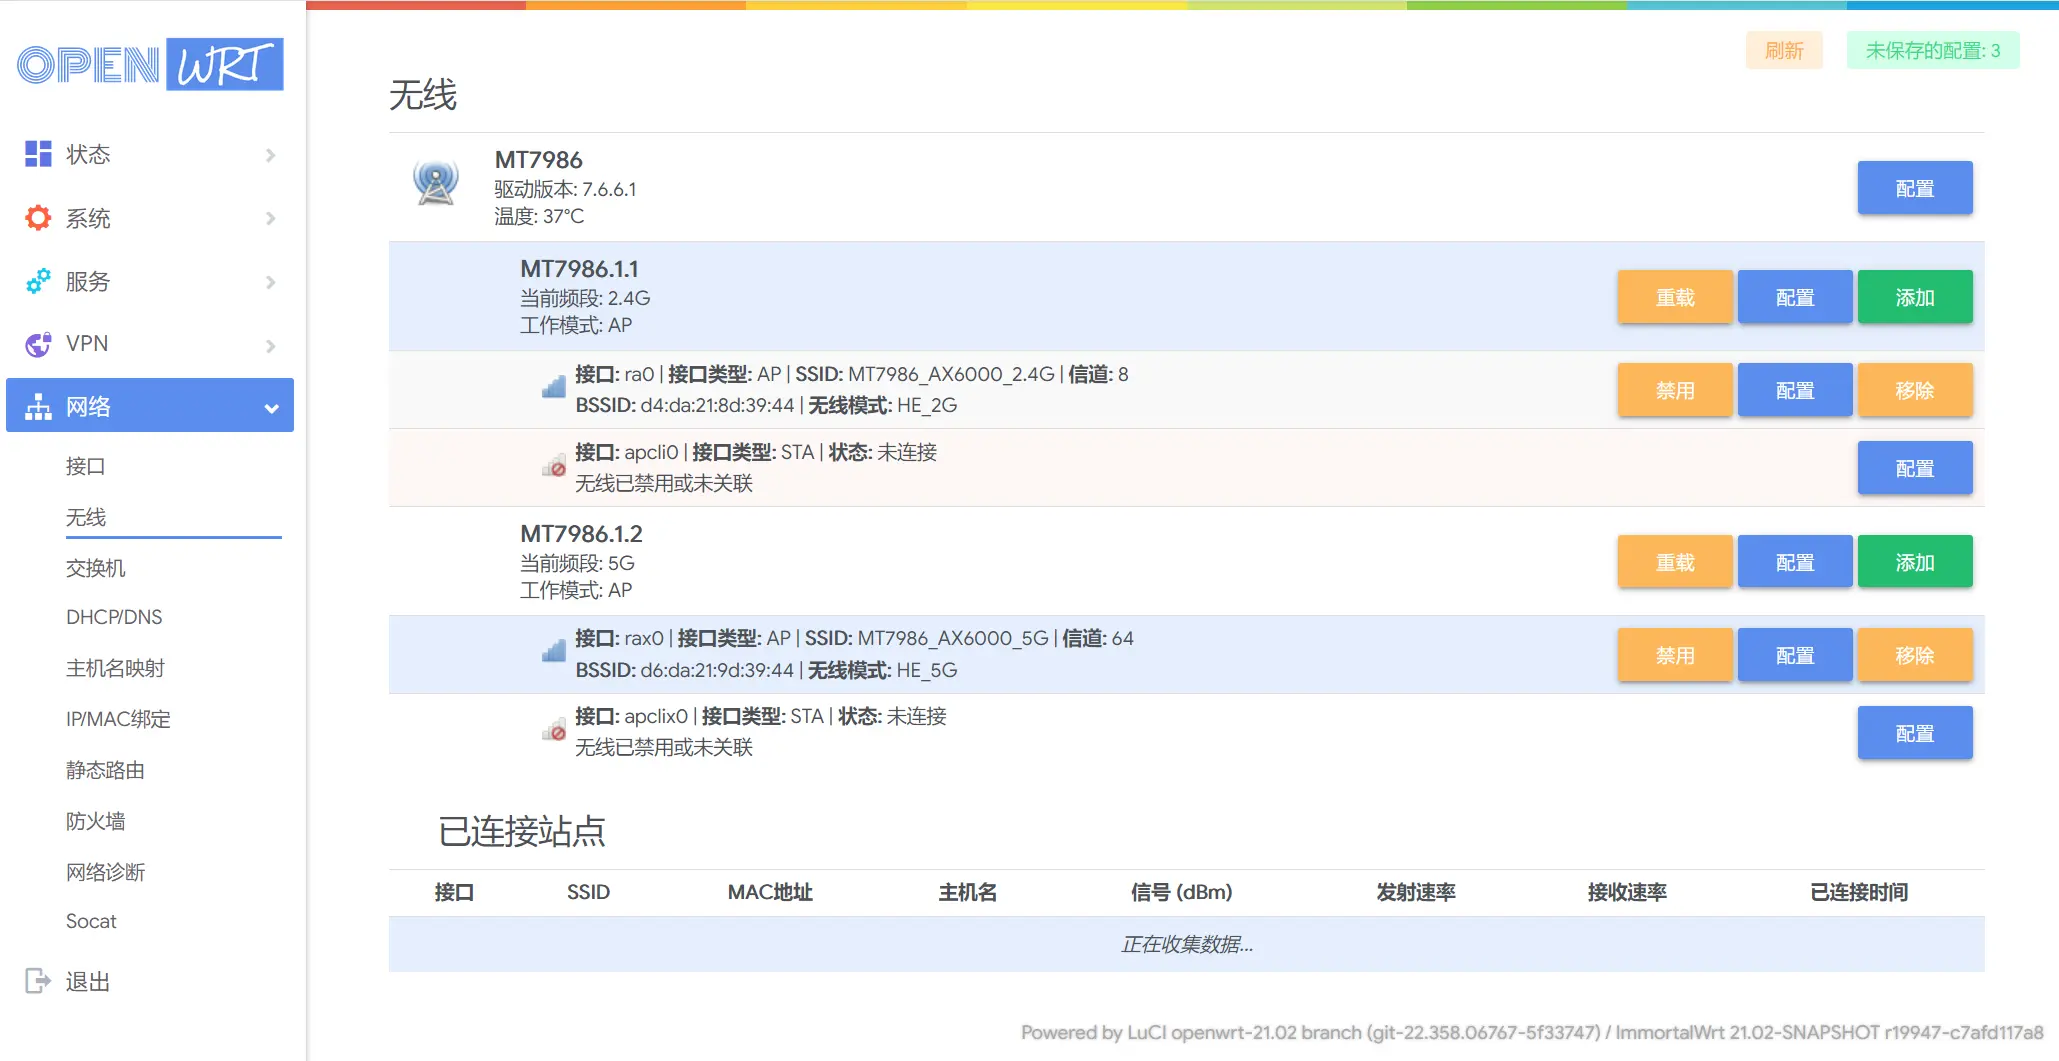 OPENWRT
状态
系统
服务
VPN
网络
接口
无线
交换机
DHCP/DNS
主机名映射
IP/MAC绑定
静态路由
防火墙
网络诊断
Socat
退出
刷新
未保存的配置: 3
无线
MT7986
驱动版本: 7.6.6.1
温度: 37°C
配置
MT7986.1.1
当前频段: 2.4G
工作模式: AP
重载 配置 添加
接口: ra0 | 接口类型: AP | SSID: MT7986_AX6000_2.4G | 信道: 8
BSSID: d4:da:21:8d:39:44 | 无线模式: HE_2G
禁用 配置 移除
接口: apcli0 | 接口类型: STA | 状态: 未连接
无线已禁用或未关联
配置
MT7986.1.2
当前频段: 5G
工作模式: AP
重载 配置 添加
接口: rax0 | 接口类型: AP | SSID: MT7986_AX6000_5G | 信道: 64
BSSID: d6:da:21:9d:39:44 | 无线模式: HE_5G
禁用 配置 移除
接口: apclix0 | 接口类型: STA | 状态: 未连接
无线已禁用或未关联
配置
已连接站点
接口 SSID MAC地址 主机名 信号 (dBm) 发射速率 接收速率 已连接时间
正在收集数据...
Powered by LuCI openwrt-21.02 branch (git-22.358.06767-5f33747) / ImmortalWrt 21.02-SNAPSHOT r19947-c7afd117a8